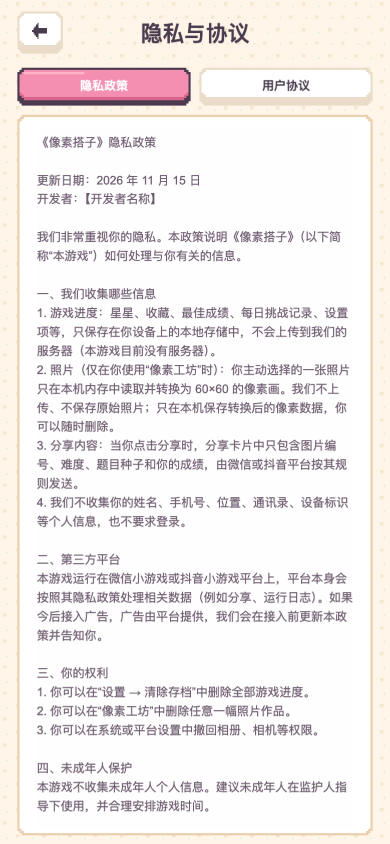 隐私与协议
隐私政策
用户协议
《像素搭子》隐私政策
更新日期：2026 年 11 月 15 日
开发者：【开发者名称】
我们非常重视你的隐私。本政策说明《像素搭子》（以下简
称“本游戏”）如何处理与你有关的信息。
一、我们收集哪些信息
1. 游戏进度：星星、收藏、最佳成绩、每日挑战记录、设置
项等，只保存在你设备上的本地存储中，不会上传到我们的
服务器（本游戏目前没有服务器）。
2. 照片（仅在你使用“像素工坊”时）：你主动选择的一张照片
只在本机内存中读取并转换为 60×60 的像素画。我们不上
传、不保存原始照片；只在本机保存转换后的像素数据，你
可以随时删除。
3. 分享内容：当你点击分享时，分享卡片中只包含图片编
号、难度、题目种子和你的成绩，由微信或抖音平台按其规
则发送。
4. 我们不收集你的姓名、手机号、位置、通讯录、设备标识
等个人信息，也不要求登录。
二、第三方平台
本游戏运行在微信小游戏或抖音小游戏平台上，平台本身会
按照其隐私政策处理相关数据（例如分享、运行日志）。如果
今后接入广告，广告由平台提供，我们会在接入前更新本政
策并告知你。
三、你的权利
1. 你可以在“设置 → 清除存档”中删除全部游戏进度。
2. 你可以在“像素工坊”中删除任意一幅照片作品。
3. 你可以在系统或平台设置中撤回相册、相机等权限。
四、未成年人保护
本游戏不收集未成年人个人信息。建议未成年人在监护人指
导下使用，并合理安排游戏时间。